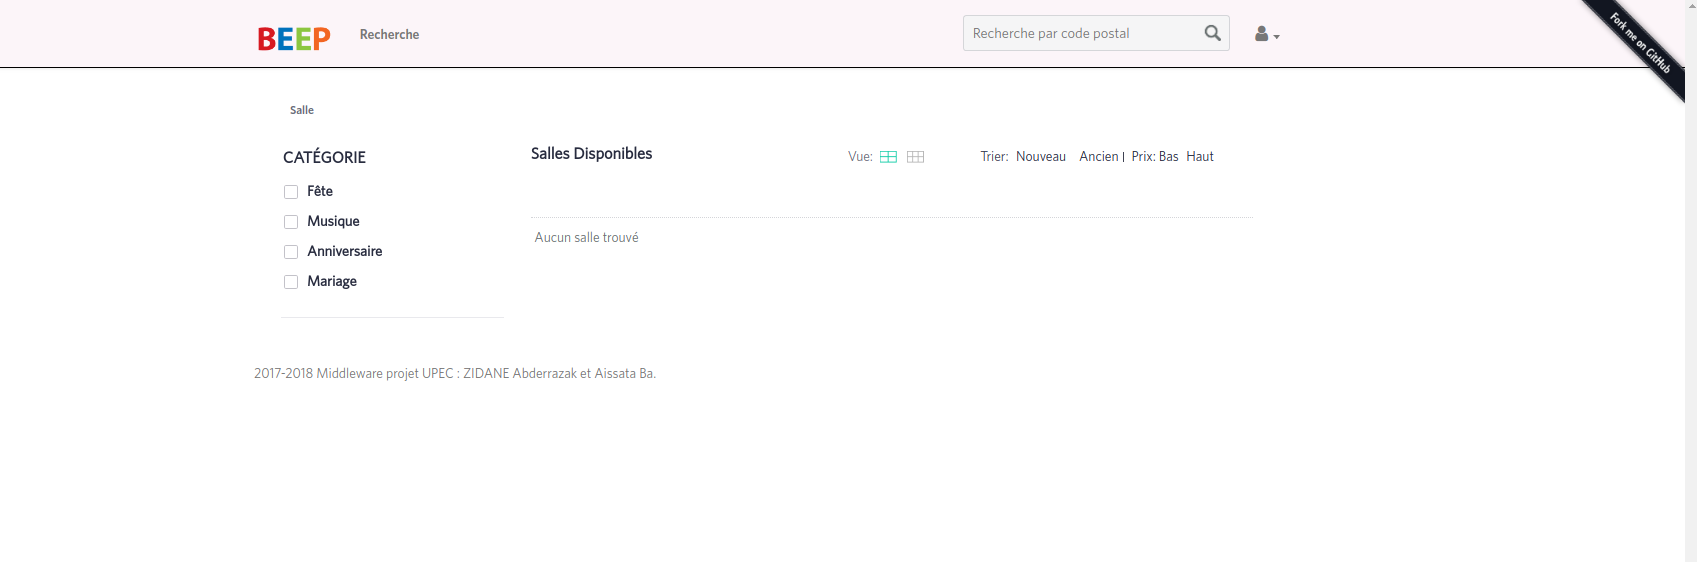 BEEP
Recherche
Recherche par code postal
Fork me on GitHub
Salle
CATÉGORIE
Fête
Musique
Anniversaire
Mariage
Salles Disponibles
Vue:
Trier: Nouveau Ancien | Prix: Bas Haut
Aucun salle trouvé
2017-2018 Middleware projet UPEC : ZIDANE Abderrazak et Aissata Ba.